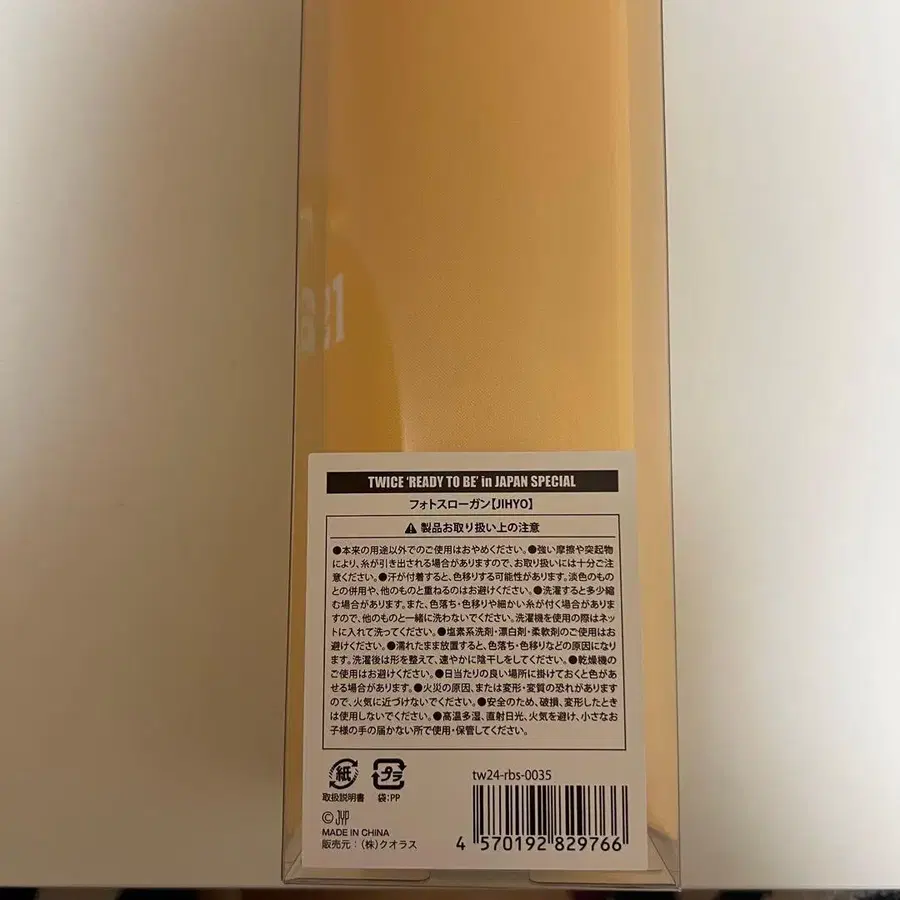 TWICE 'READY TO BE' in JAPAN SPECIAL
フォトスローガン【JIHYO】
製品お取り扱い上の注意
●本来の用途以外でのご使用はおやめください。●強い摩擦や突起物
により、糸が引き出される場合がありますので、お取り扱いには十分ご注
意ください。●汗が付着すると、色移りする可能性があります。淡色のもの
との併用や、他のものと重ねるのはお避けください。●洗濯すると多少縮
む場合があります。また、色落ち・色移りや細かい糸が付く場合がありま
すので、他のものと一緒に洗わないでください。洗濯機を使用の際はネッ
トに入れて洗ってください。●塩素系洗剤・漂白剤・柔軟剤のご使用はお
避けください。●濡れたまま放置すると、色落ち・色移りなどの原因になり
ます。洗濯後は形を整えて、速やかに陰干しをしてください。●乾燥機の
ご使用はお避けください。●日当たりの良い場所に掛けておくと色があ
せる場合があります。●火災の原因、または変形・変質の恐れがあります
ので、火気に近づけないでください。●安全のため、破損、変形したとき
は使用しないでください。●高温多湿、直射日光、火気を避け、小さなお
子様の手の届かない所で使用・保管してください。
紙
プラ
取扱説明書
袋:PP
tw24-rbs-0035
© JYP
MADE IN CHINA
販売元:(株)クオラス
4 570192 829766